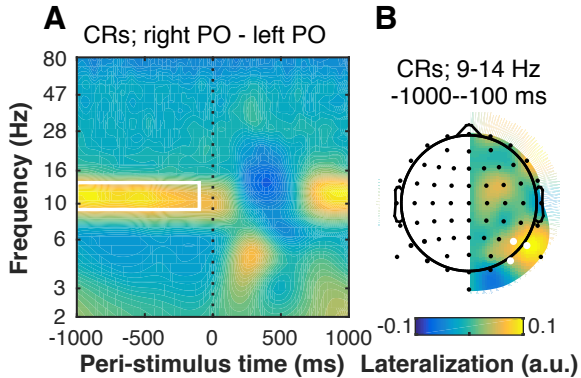 A
CRs; right PO - left PO
80
47
28
16
10
6
3
2
Frequency (Hz)
-1000
-500
0
500
1000
Peri-stimulus time (ms)
B
CRs; 9-14 Hz
-1000--100 ms
-0.1
0.1
Lateralization (a.u.)